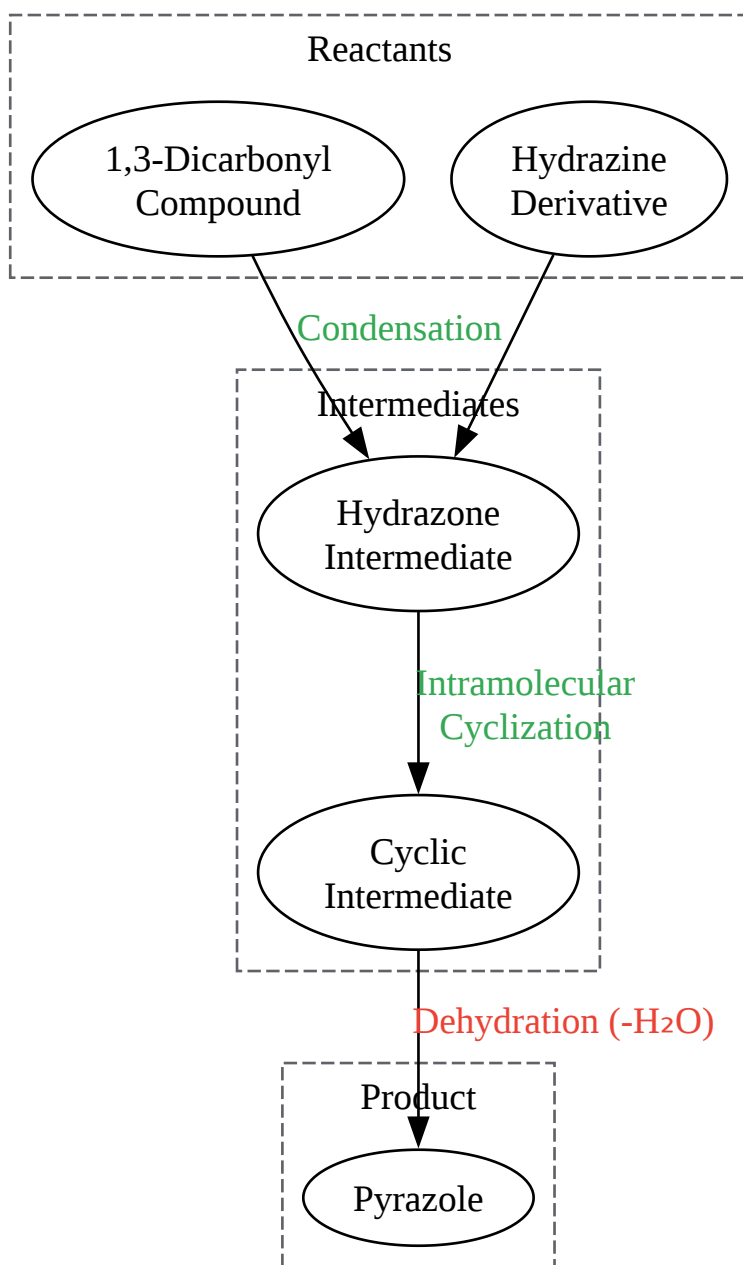 Reactants
1,3-Dicarbonyl
Compound
Hydrazine
Derivative
Condensation
Intermediates
Hydrazone
Intermediate
Intramolecular
Cyclization
Cyclic
Intermediate
Dehydration (-H₂O)
Product
Pyrazole